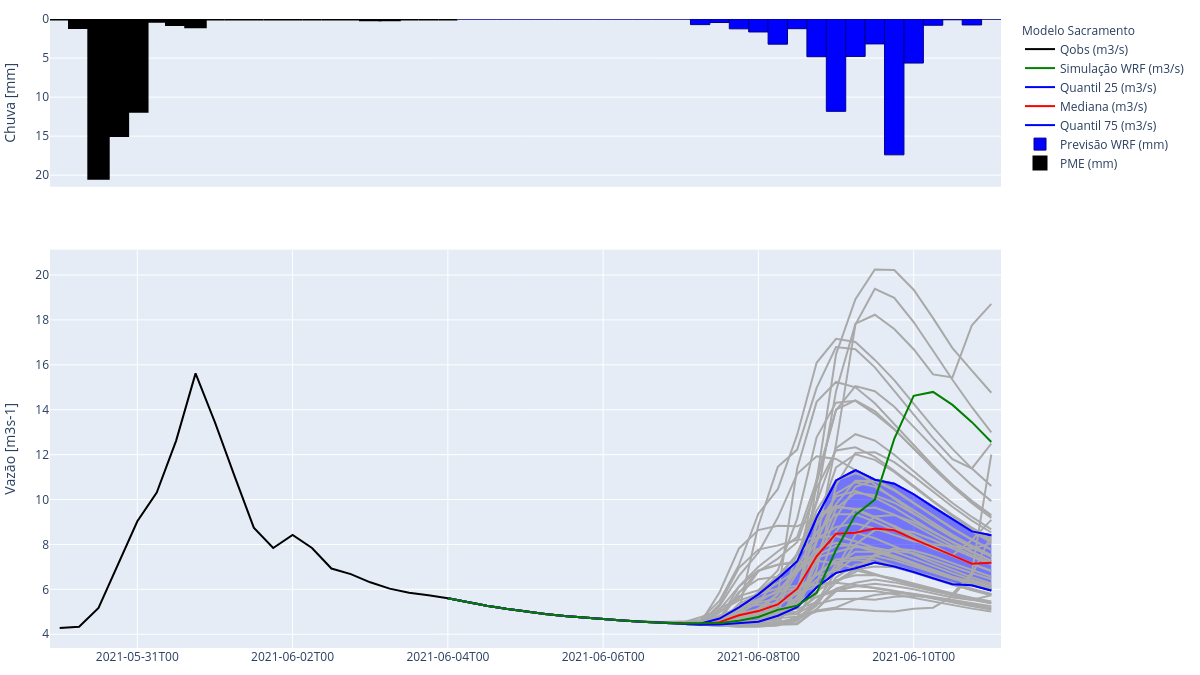 0
5
10
15
20
Chuva [mm]
Modelo Sacramento
Qobs (m3/s)
Simulação WRF (m3/s)
Quantil 25 (m3/s)
Mediana (m3/s)
Quantil 75 (m3/s)
Previsão WRF (mm)
PME (mm)
20
18
16
14
12
10
8
6
4
Vazão [m3s-1]
2021-05-31T00 2021-06-02T00 2021-06-04T00 2021-06-06T00 2021-06-08T00 2021-06-10T00